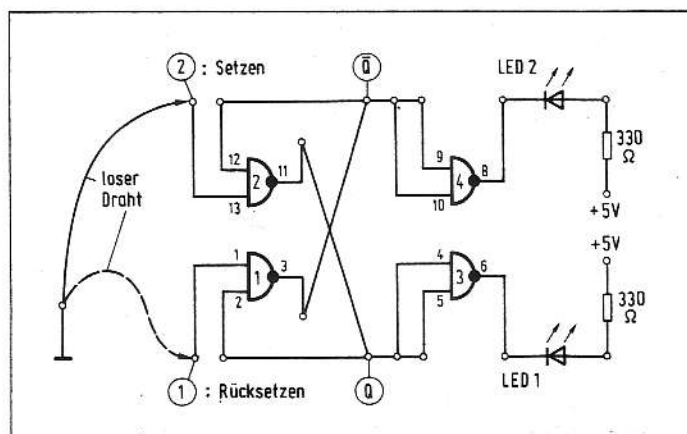 2 : Setzen
Q̅
LED 2
12
11
2
13
9
8
4
10
330
Ω
+5V
loser
Draht
+5V
1
3
1
2
4
6
3
5
330
Ω
LED 1
1 : Rücksetzen
Q